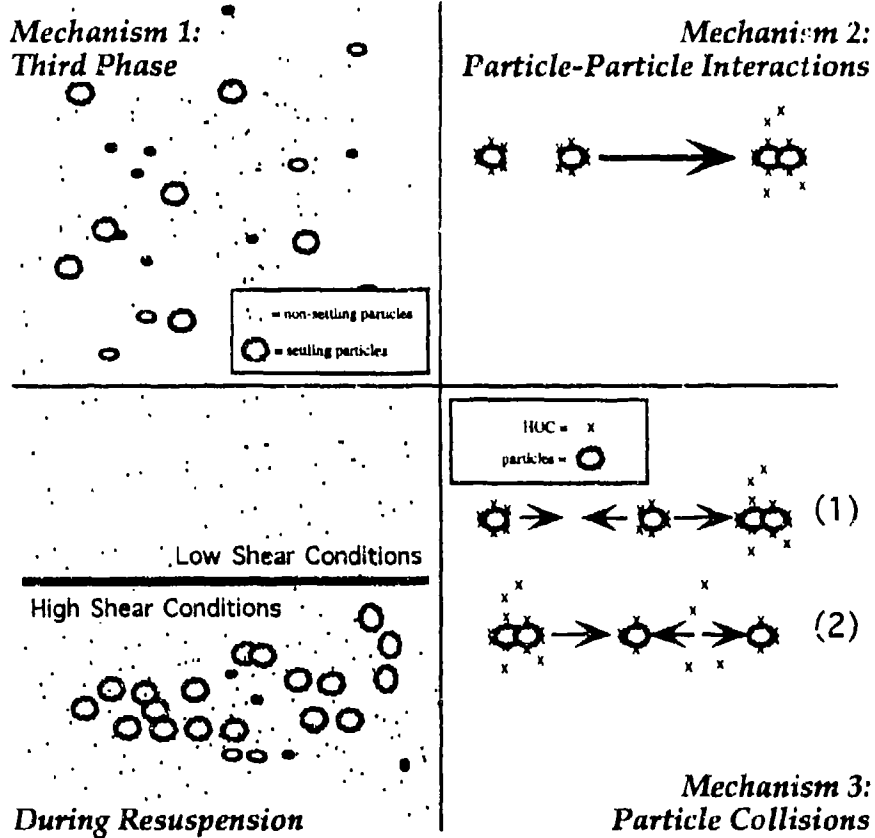 Mechanism 1:
Third Phase
= non-settling particles
= settling particles
Mechanism 2:
Particle-Particle Interactions
Low Shear Conditions
High Shear Conditions
During Resuspension
HUC = x
particles =
(1)
(2)
Mechanism 3:
Particle Collisions